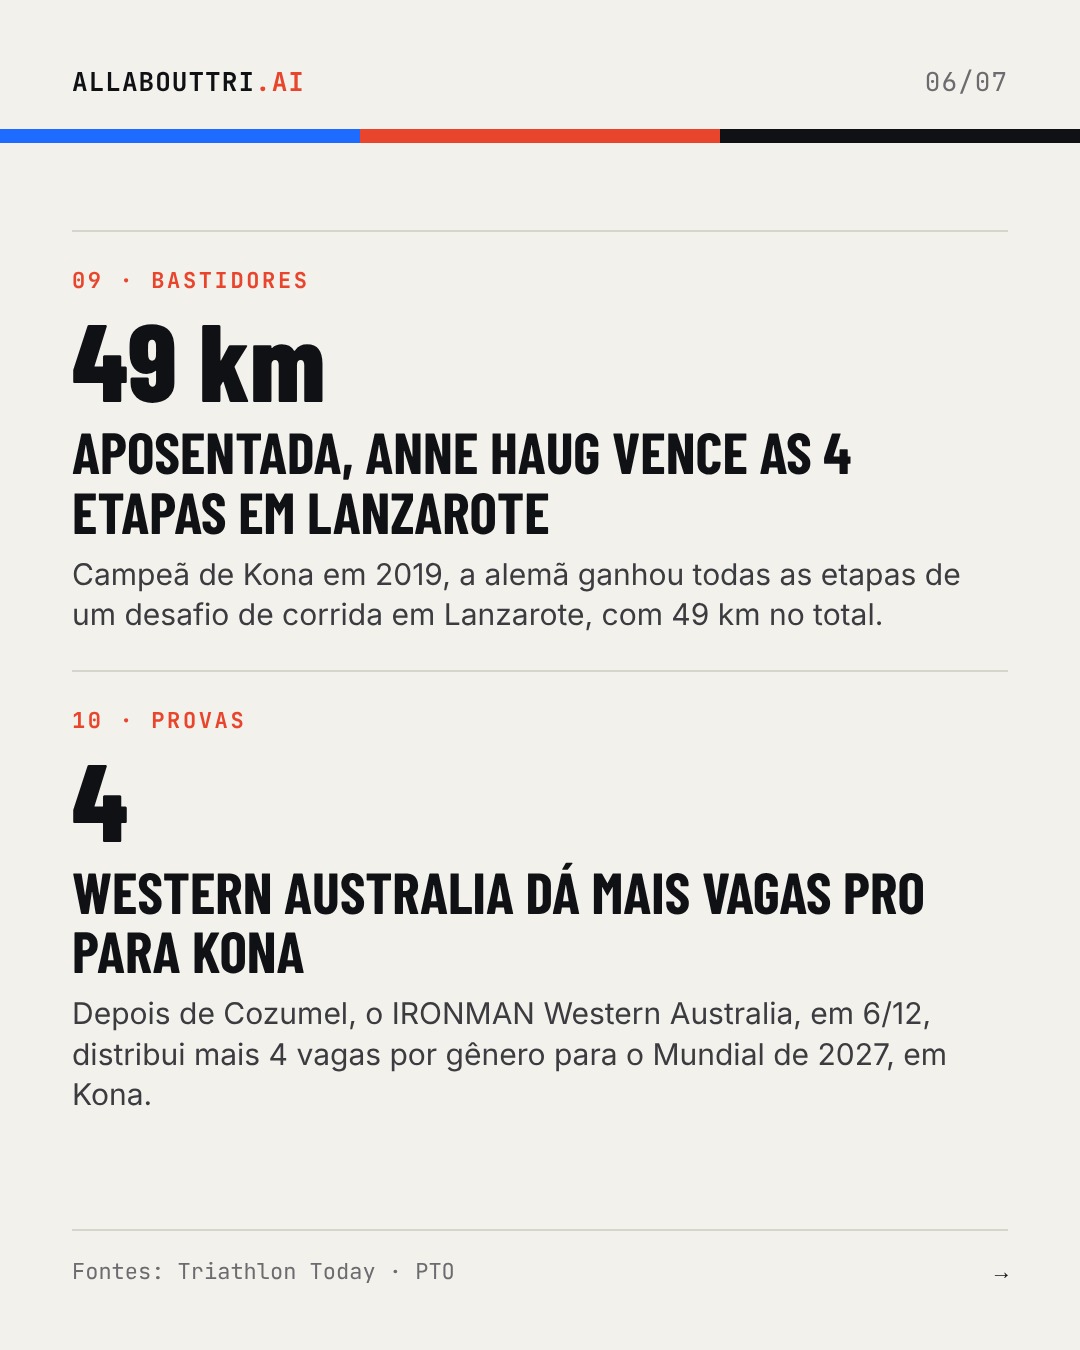 ALLABOUTTRI.AI
06/07
09 · BASTIDORES
49 km
APOSENTADA, ANNE HAUG VENCE AS 4
ETAPAS EM LANZAROTE
Campeã de Kona em 2019, a alemã ganhou todas as etapas de
um desafio de corrida em Lanzarote, com 49 km no total.
10 · PROVAS
4
WESTERN AUSTRALIA DÁ MAIS VAGAS PRO
PARA KONA
Depois de Cozumel, o IRONMAN Western Australia, em 6/12,
distribui mais 4 vagas por gênero para o Mundial de 2027, em
Kona.
Fontes: Triathlon Today · PTO
→